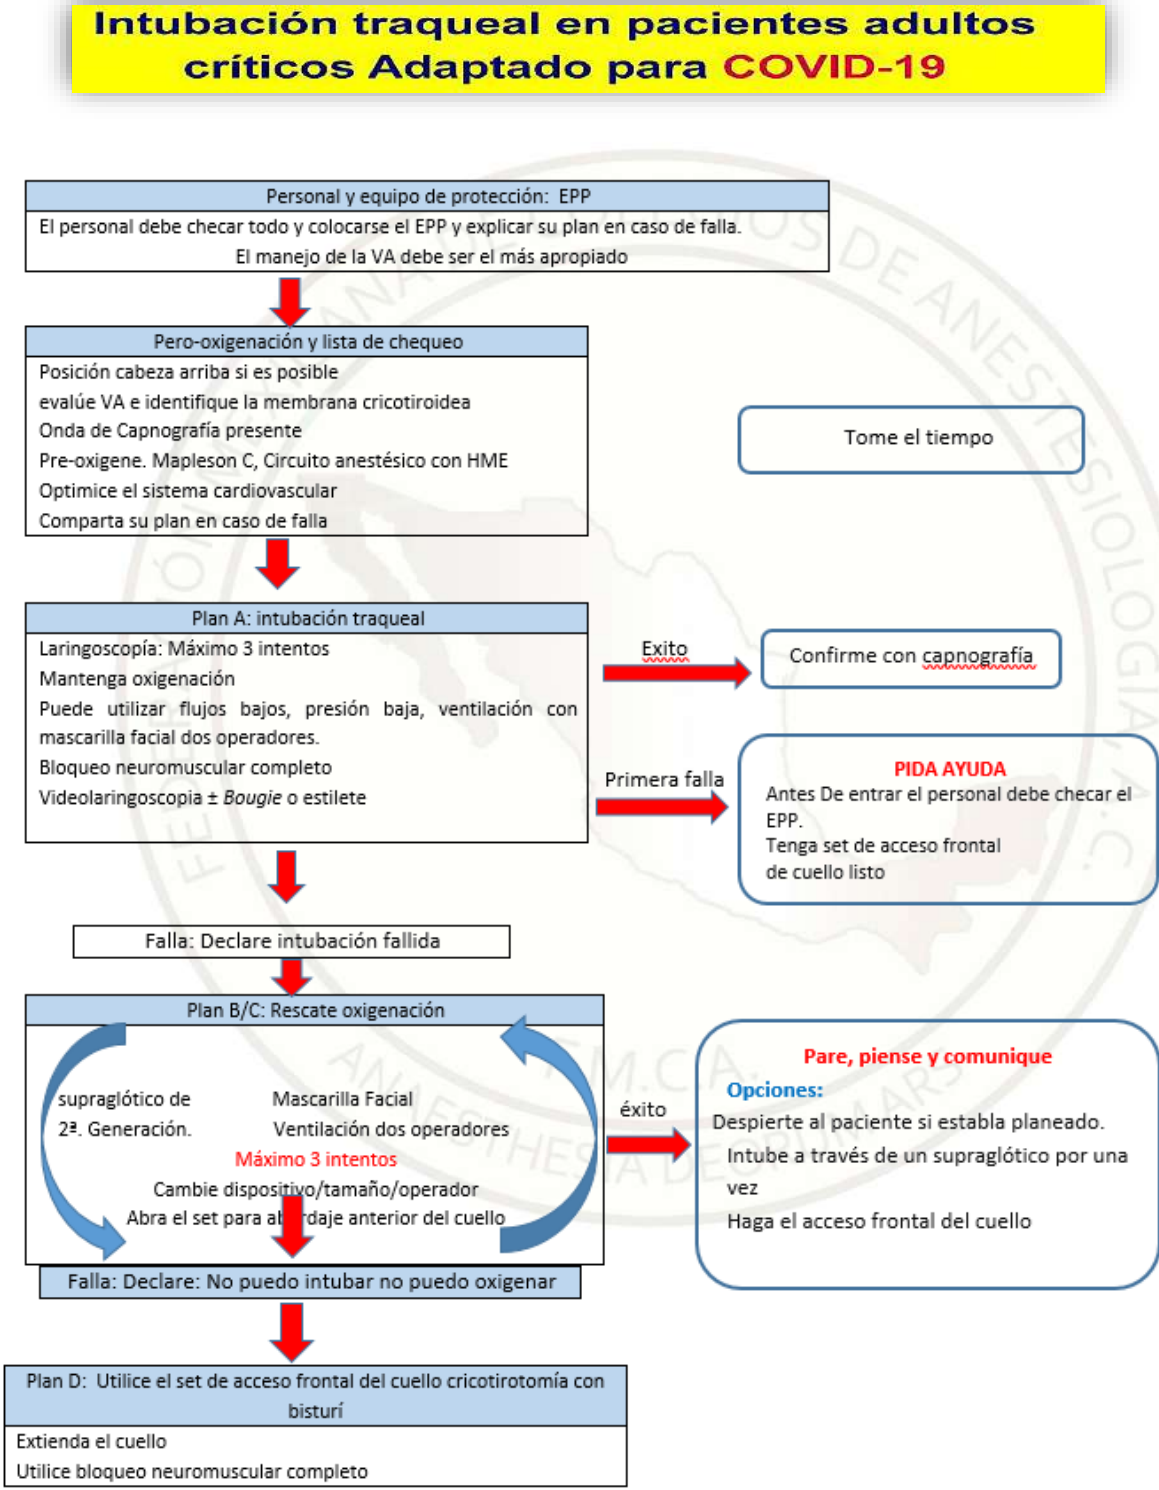 Intubación traqueal en pacientes adultos
críticos Adaptado para COVID-19
Personal y equipo de protección: EPP
El personal debe checar todo y colocarse el EPP y explicar su plan en caso de falla.
El manejo de la VA debe ser el más apropiado
Pero-oxigenación y lista de chequeo
Posición cabeza arriba si es posible
evalúe VA e identifique la membrana cricotiroidea
Onda de Capnografía presente
Pre-oxigene. Mapleson C, Circuito anestésico con HME
Optimice el sistema cardiovascular
Comparta su plan en caso de falla
Tome el tiempo
Plan A: intubación traqueal
Laringoscopía: Máximo 3 intentos
Mantenga oxigenación
Puede utilizar flujos bajos, presión baja, ventilación con
mascarilla facial dos operadores.
Bloqueo neuromuscular completo
Videolaringoscopia ± Bougie o estilete
Exito
Confirme con capnografía
Primera falla
PIDA AYUDA
Antes De entrar el personal debe checar el
EPP.
Tenga set de acceso frontal
de cuello listo
Falla: Declare intubación fallida
Plan B/C: Rescate oxigenación
supraglótico de
2ª. Generación.
Mascarilla Facial
Ventilación dos operadores
Máximo 3 intentos
Cambie dispositivo/tamaño/operador
Abra el set para abordaje anterior del cuello
éxito
Pare, piense y comunique
Opciones:
Despierte al paciente si establa planeado.
Intube a través de un supraglótico por una
vez
Haga el acceso frontal del cuello
Falla: Declare: No puedo intubar no puedo oxigenar
Plan D: Utilice el set de acceso frontal del cuello cricotirotomía con
bisturí
Extienda el cuello
Utilice bloqueo neuromuscular completo
FEDERACIÓN MEXICANA DE COLEGIOS DE ANESTESIOLOGÍA, A.C.
F.M.C.A.
ANAESTHESIA DEORUM ARS